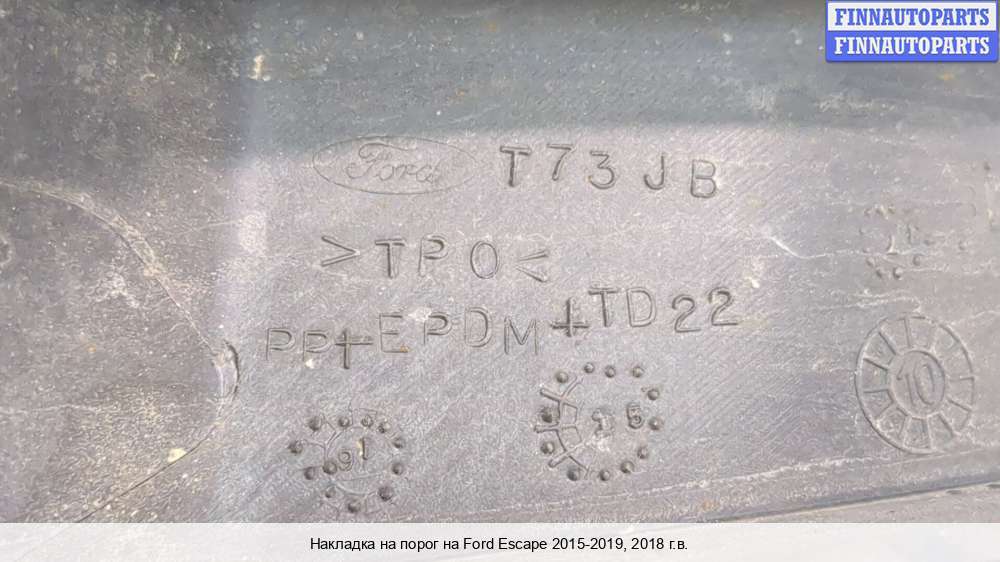 FINNAUTOPARTS
FINNAUTOPARTS
Ford T73JB
>TPO<
PP+EPDM+TD22
10
Накладка на порог на Ford Escape 2015-2019, 2018 г.в.